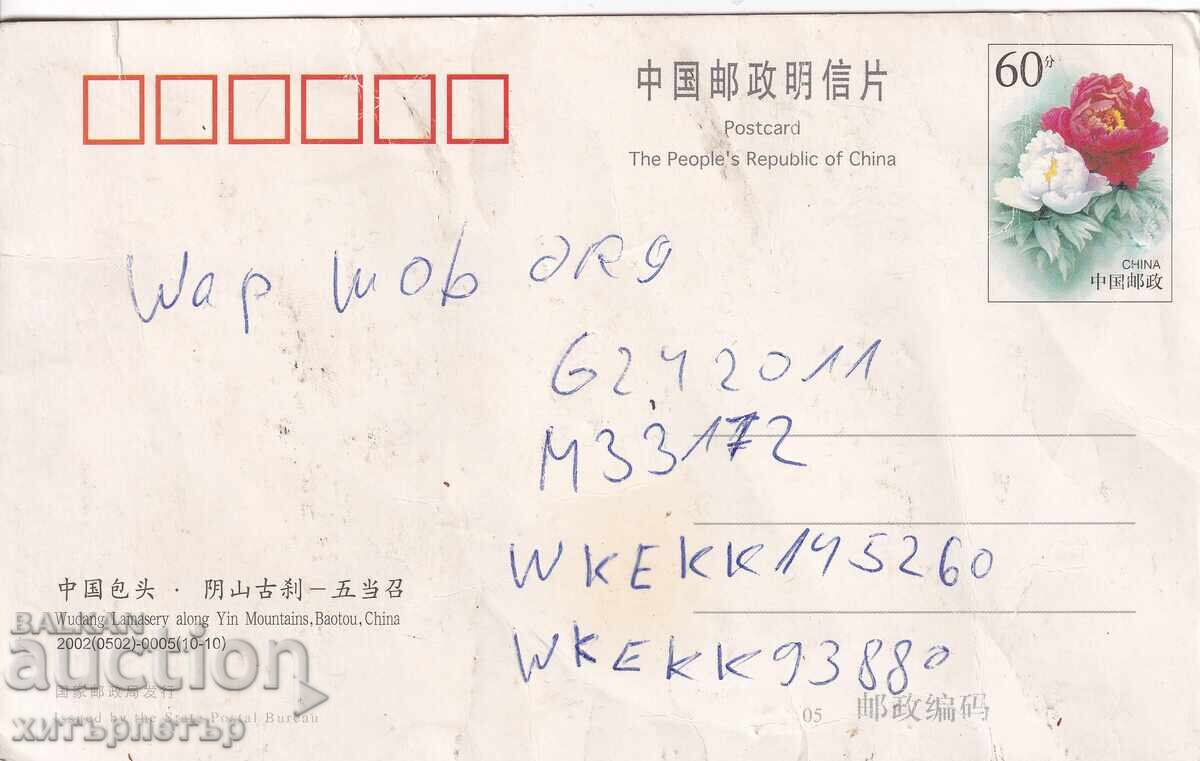 中国邮政明信片
Postcard
The People's Republic of China
60分
CHINA
中国邮政
Wap Wob ORG
G2Y2011
M33172
WKEKK145260
WKEKK93880
中国包头 · 阴山古刹－五当召
Wudang Lamasery along Yin Mountains, Baotou, China
2002(0502)-0005(10-10)
国家邮政局发行
Issued by the State Postal Bureau
05 邮政编码
BALKAN
auction
хитърпетър